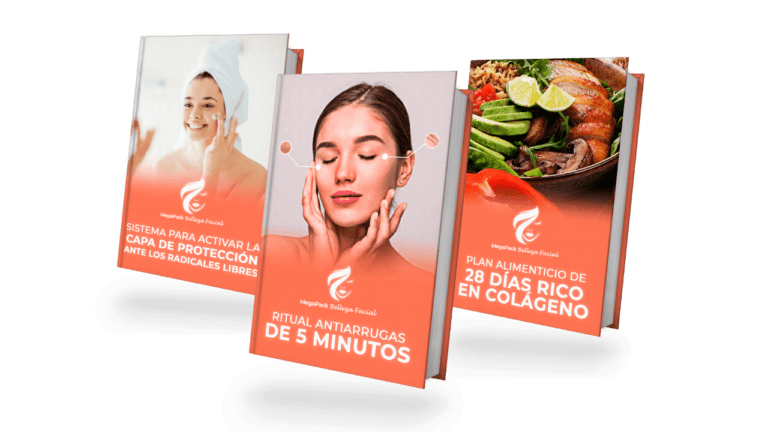 MegaPack Belleza Facial
SISTEMA PARA ACTIVAR LA
CAPA DE PROTECCIÓN
ANTE LOS RADICALES LIBRES
MegaPack Belleza Facial
RITUAL ANTIARRUGAS
DE 5 MINUTOS
MegaPack Belleza Facial
PLAN ALIMENTICIO DE
28 DÍAS RICO
EN COLÁGENO